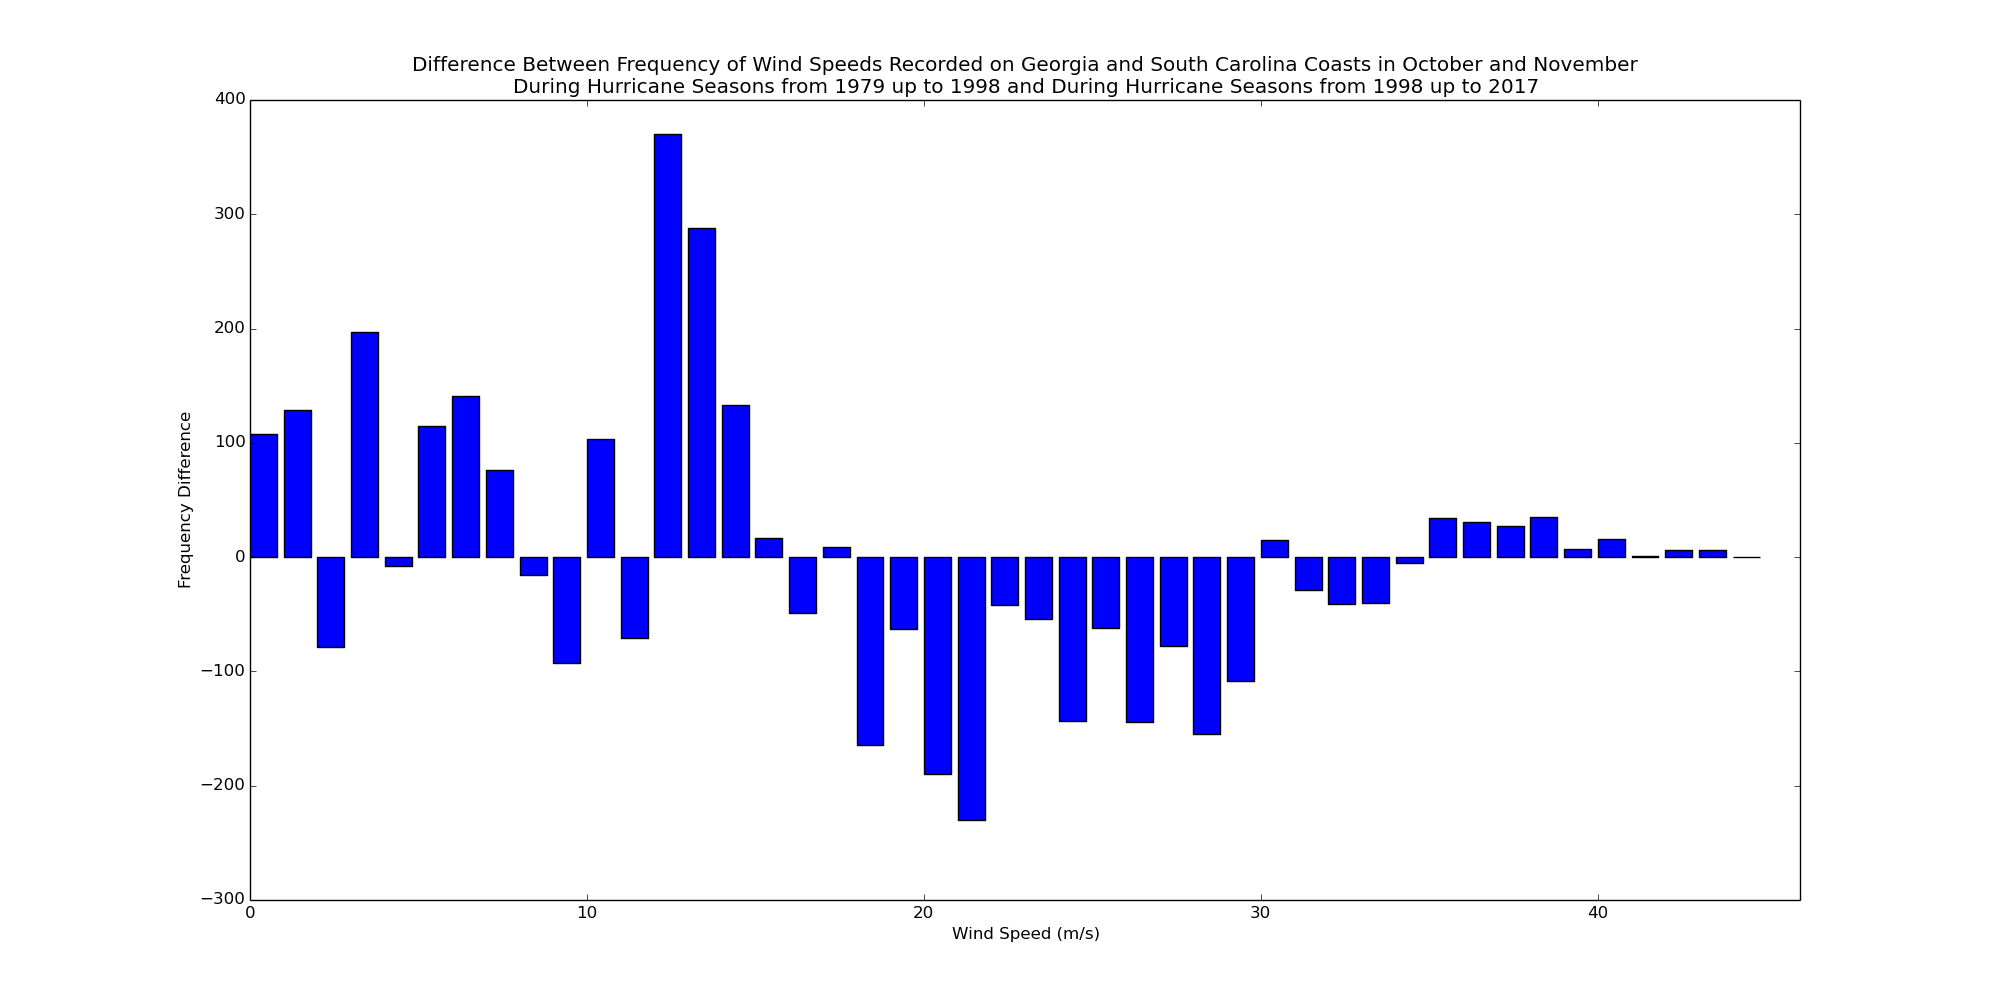 Difference Between Frequency of Wind Speeds Recorded on Georgia and South Carolina Coasts in October and November
During Hurricane Seasons from 1979 up to 1998 and During Hurricane Seasons from 1998 up to 2017
400
300
200
100
0
−100
−200
−300
Frequency Difference
0 10 20 30 40
Wind Speed (m/s)